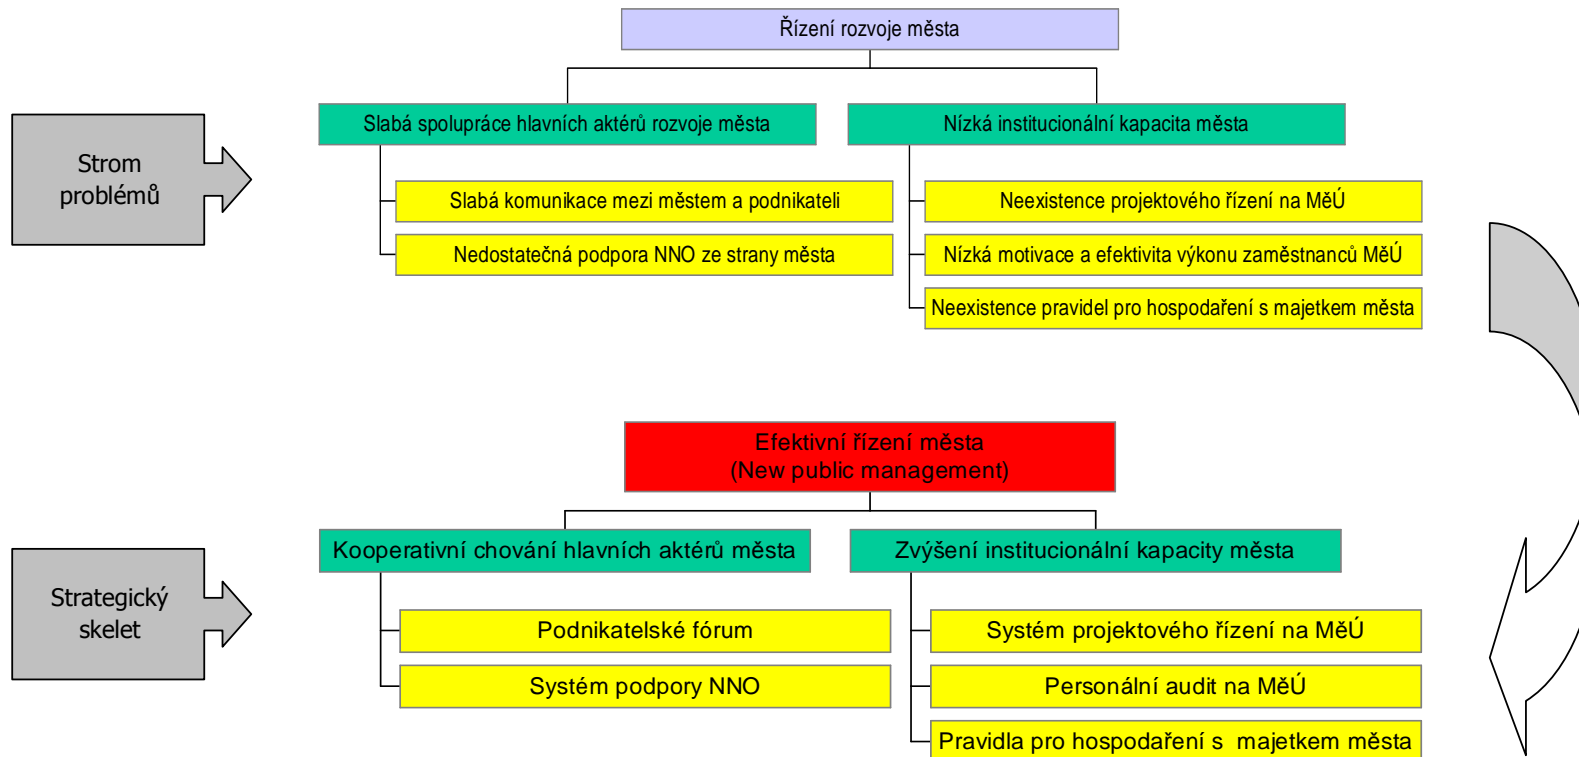 Řízení rozvoje města
Slabá spolupráce hlavních aktérů rozvoje města
Nízká institucionální kapacita města
Strom
problémů
Slabá komunikace mezi městem a podnikateli
Neexistence projektového řízení na MěÚ
Nedostatečná podpora NNO ze strany města
Nízká motivace a efektivita výkonu zaměstnanců MěÚ
Neexistence pravidel pro hospodaření s majetkem města
Efektivní řízení města
(New public management)
Kooperativní chování hlavních aktérů města
Zvýšení institucionální kapacity města
Strategický
skelet
Podnikatelské fórum
Systém projektového řízení na MěÚ
Systém podpory NNO
Personální audit na MěÚ
Pravidla pro hospodaření s  majetkem města